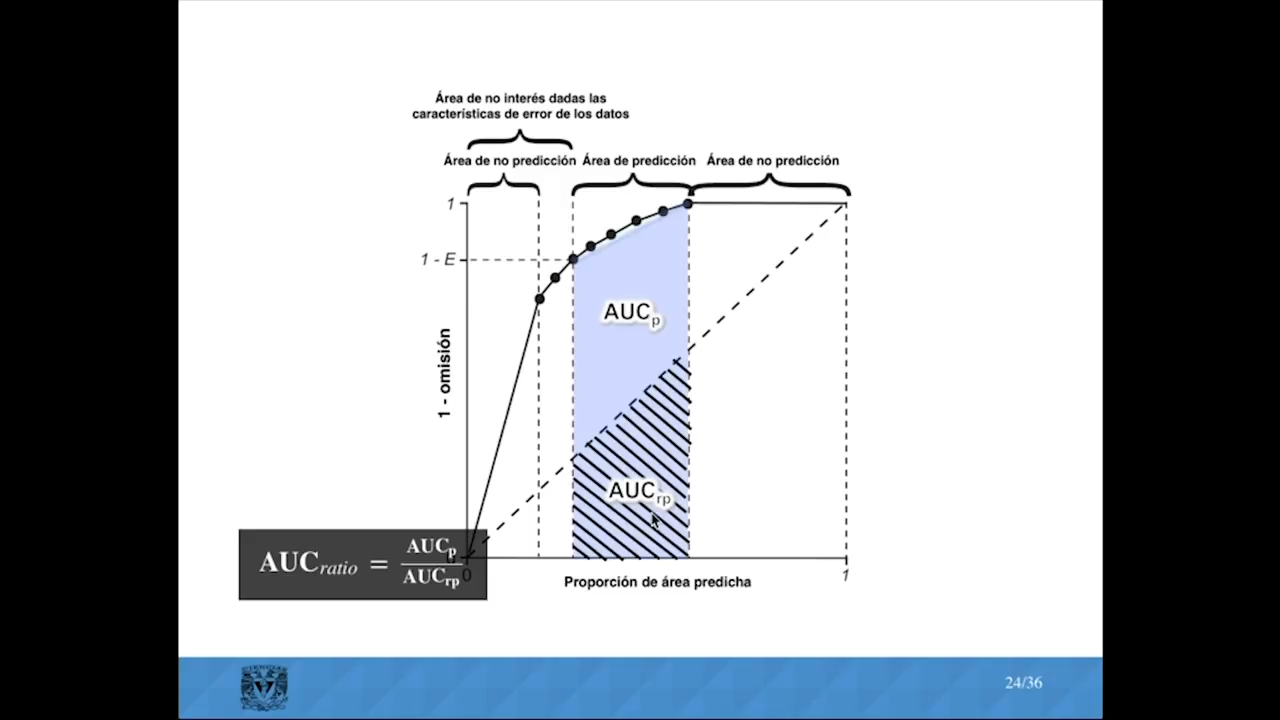 Área de no interés dadas las
características de error de los datos
Área de no predicción Área de predicción Área de no predicción
1
1 - E
AUCp
1 - omisión
AUCrp
AUCratio = AUCp / AUCrp
0
0
1
Proporción de área predicha
CIENCIAS
24/36